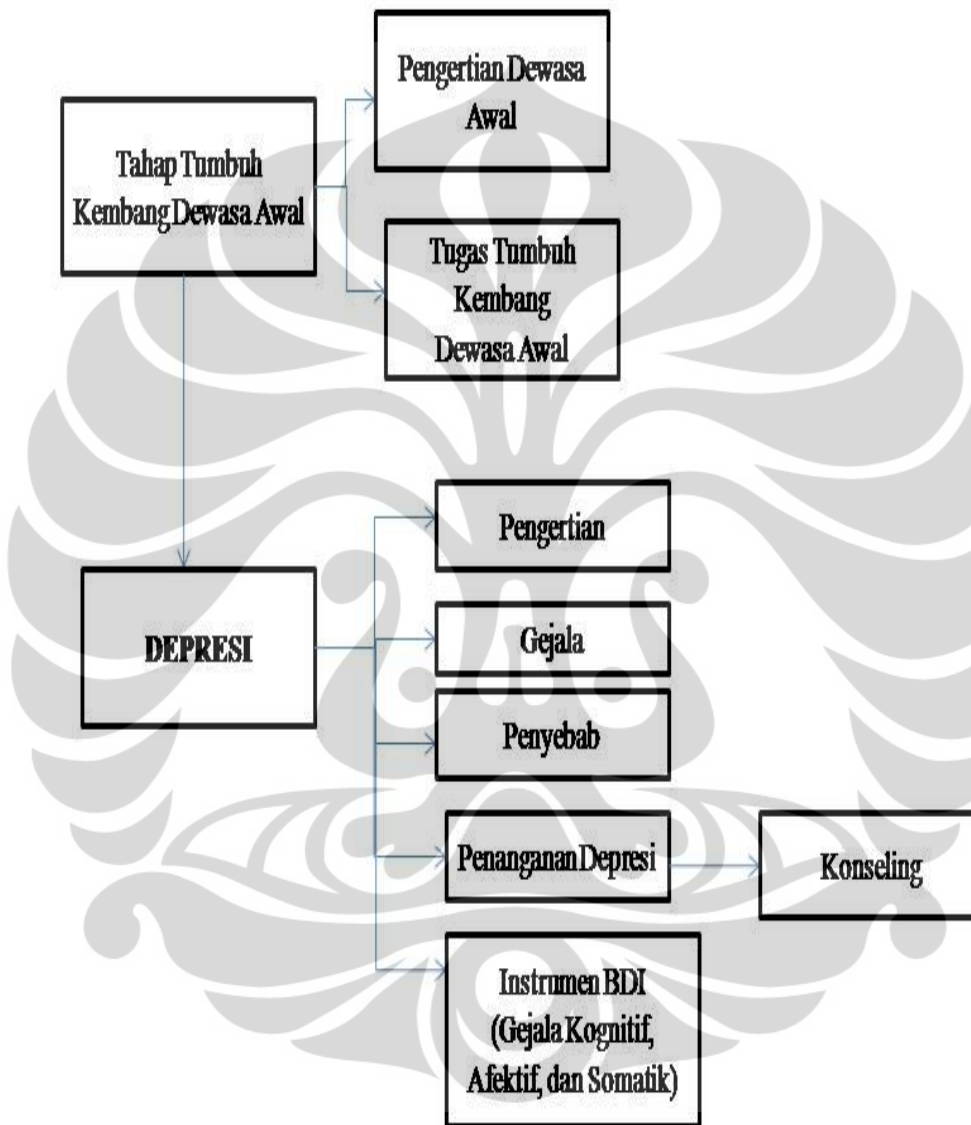 Pengertian Dewasa
Awal
Tahap Tumbuh
Kembang Dewasa Awal
Tugas Tumbuh
Kembang
Dewasa Awal
Pengertian
DEPRESI
Gejala
Penyebab
Penanganan Depresi
Konseling
Instrumen BDI
(Gejala Kognitif,
Afektif, dan Somatik)